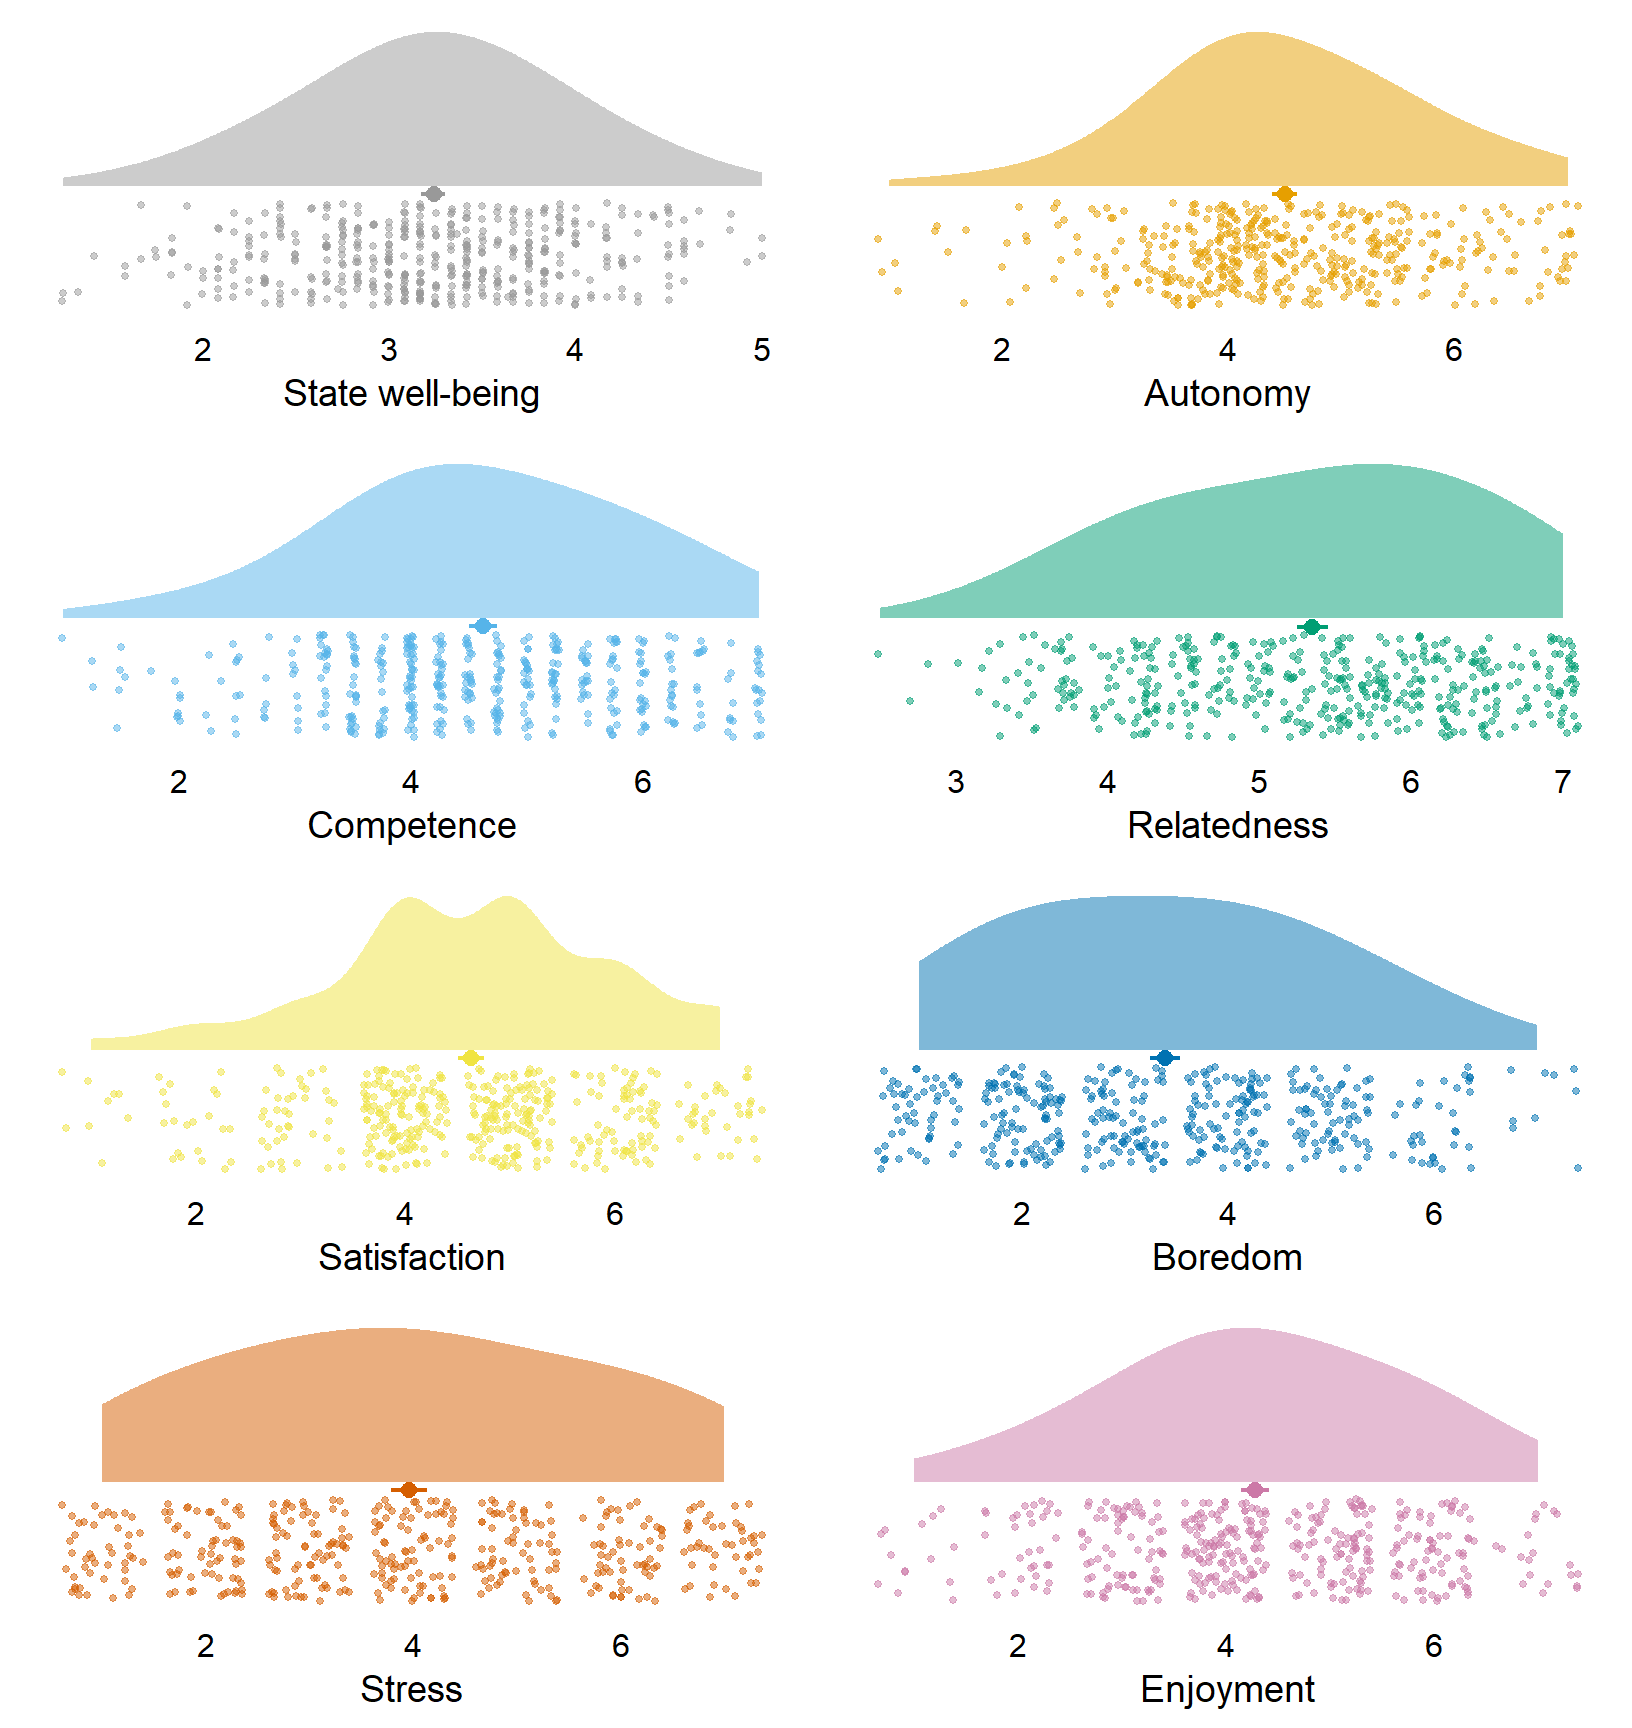 2 3 4 5
State well-being
2 4 6
Autonomy
2 4 6
Competence
3 4 5 6 7
Relatedness
2 4 6
Satisfaction
2 4 6
Boredom
2 4 6
Stress
2 4 6
Enjoyment